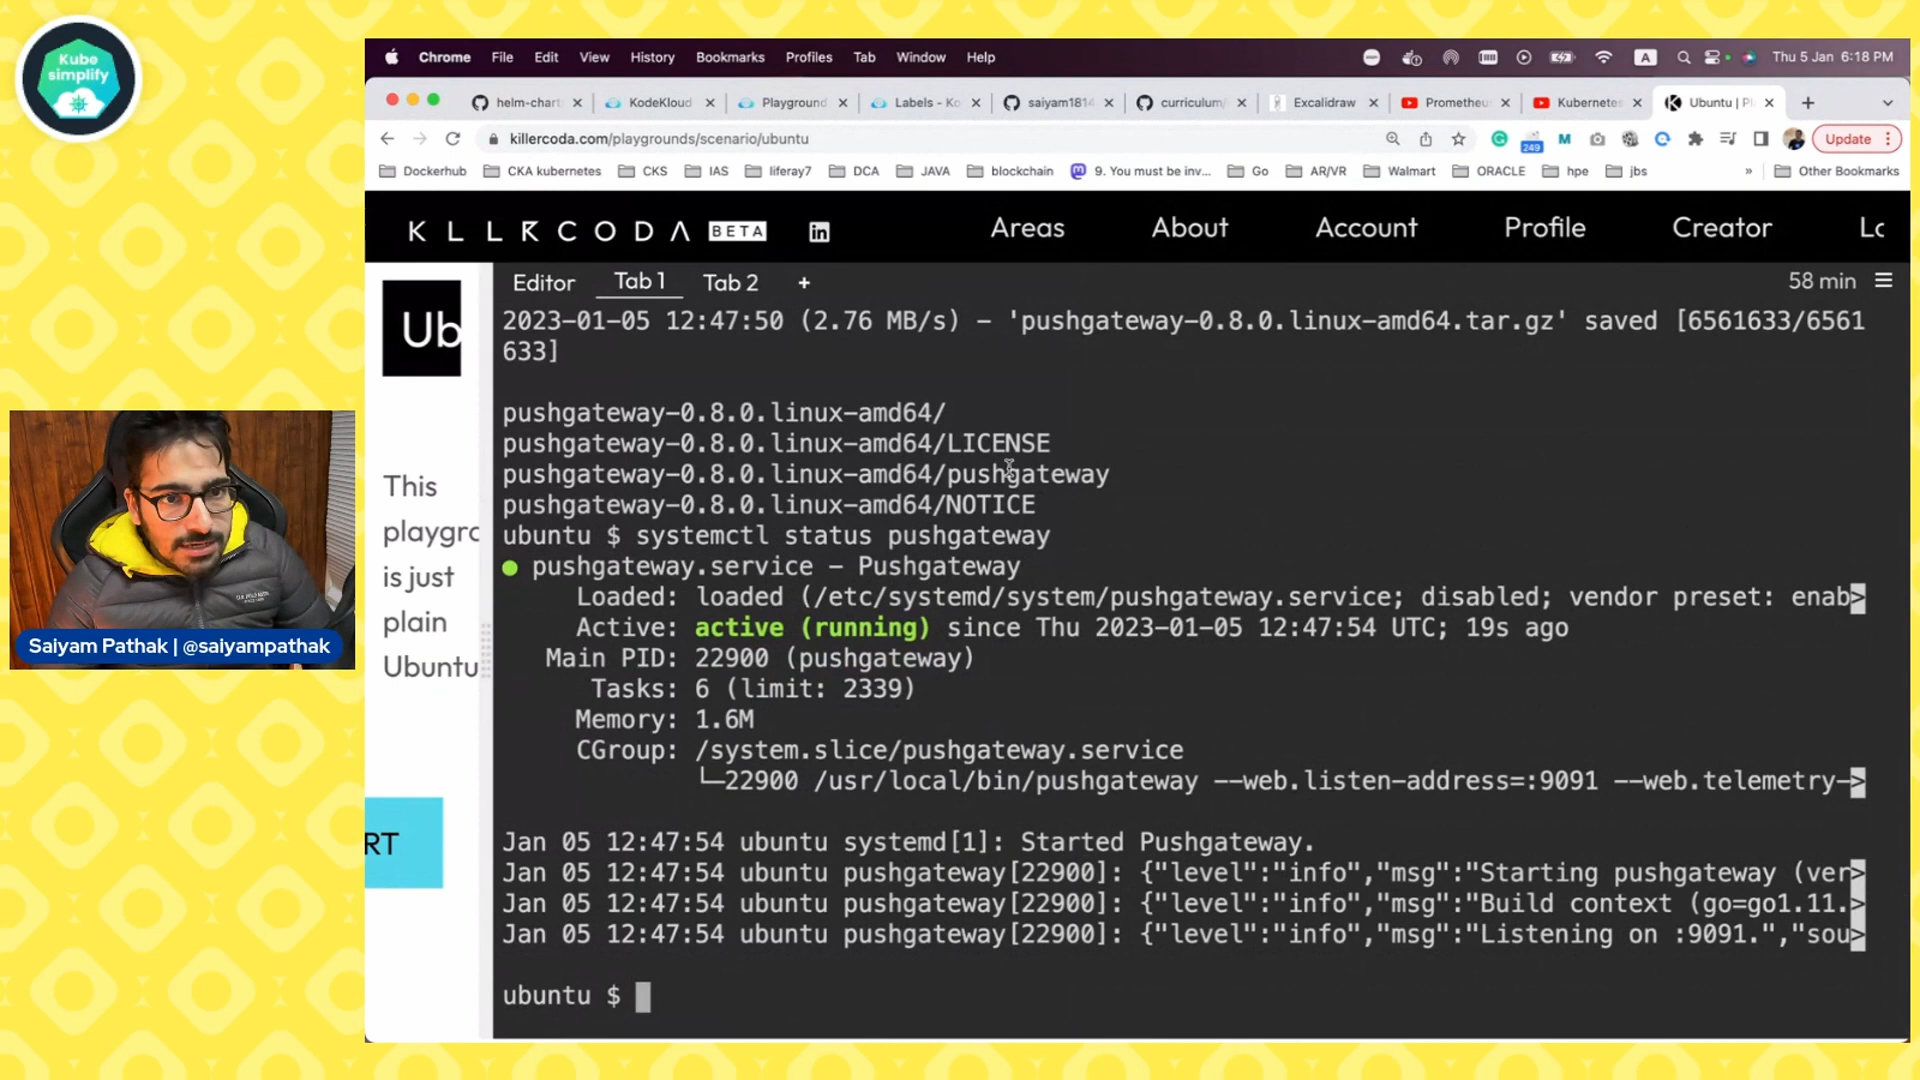 Kube
simplify
Chrome File Edit View History Bookmarks Profiles Tab Window Help
A
Thu 5 Jan 6:18 PM
helm-chart
KodeKloud
Playground
Labels - Ko
saiyam1814
curriculum/
Excalidraw
Prometheu
Kubernetes
Ubuntu | Pl
killercoda.com/playgrounds/scenario/ubuntu
249
M
Update
Dockerhub
CKA kubernetes
CKS
IAS
liferay7
DCA
JAVA
blockchain
9. You must be inv...
Go
AR/VR
Walmart
ORACLE
hpe
jbs
»
Other Bookmarks
KLLRCODA BETA in
Areas About Account Profile Creator Lo
Editor Tab 1 Tab 2 +
58 min
Ub
This
playgro
is just
plain
Ubuntu
RT
2023-01-05 12:47:50 (2.76 MB/s) - 'pushgateway-0.8.0.linux-amd64.tar.gz' saved [6561633/6561
633]
pushgateway-0.8.0.linux-amd64/
pushgateway-0.8.0.linux-amd64/LICENSE
pushgateway-0.8.0.linux-amd64/pushgateway
pushgateway-0.8.0.linux-amd64/NOTICE
ubuntu $ systemctl status pushgateway
● pushgateway.service - Pushgateway
Loaded: loaded (/etc/systemd/system/pushgateway.service; disabled; vendor preset: enab>
Active: active (running) since Thu 2023-01-05 12:47:54 UTC; 19s ago
Main PID: 22900 (pushgateway)
Tasks: 6 (limit: 2339)
Memory: 1.6M
CGroup: /system.slice/pushgateway.service
└─22900 /usr/local/bin/pushgateway --web.listen-address=:9091 --web.telemetry->
Jan 05 12:47:54 ubuntu systemd[1]: Started Pushgateway.
Jan 05 12:47:54 ubuntu pushgateway[22900]: {"level":"info","msg":"Starting pushgateway (ver>
Jan 05 12:47:54 ubuntu pushgateway[22900]: {"level":"info","msg":"Build context (go=go1.11.>
Jan 05 12:47:54 ubuntu pushgateway[22900]: {"level":"info","msg":"Listening on :9091.","sou>
ubuntu $
Saiyam Pathak | @saiyampathak